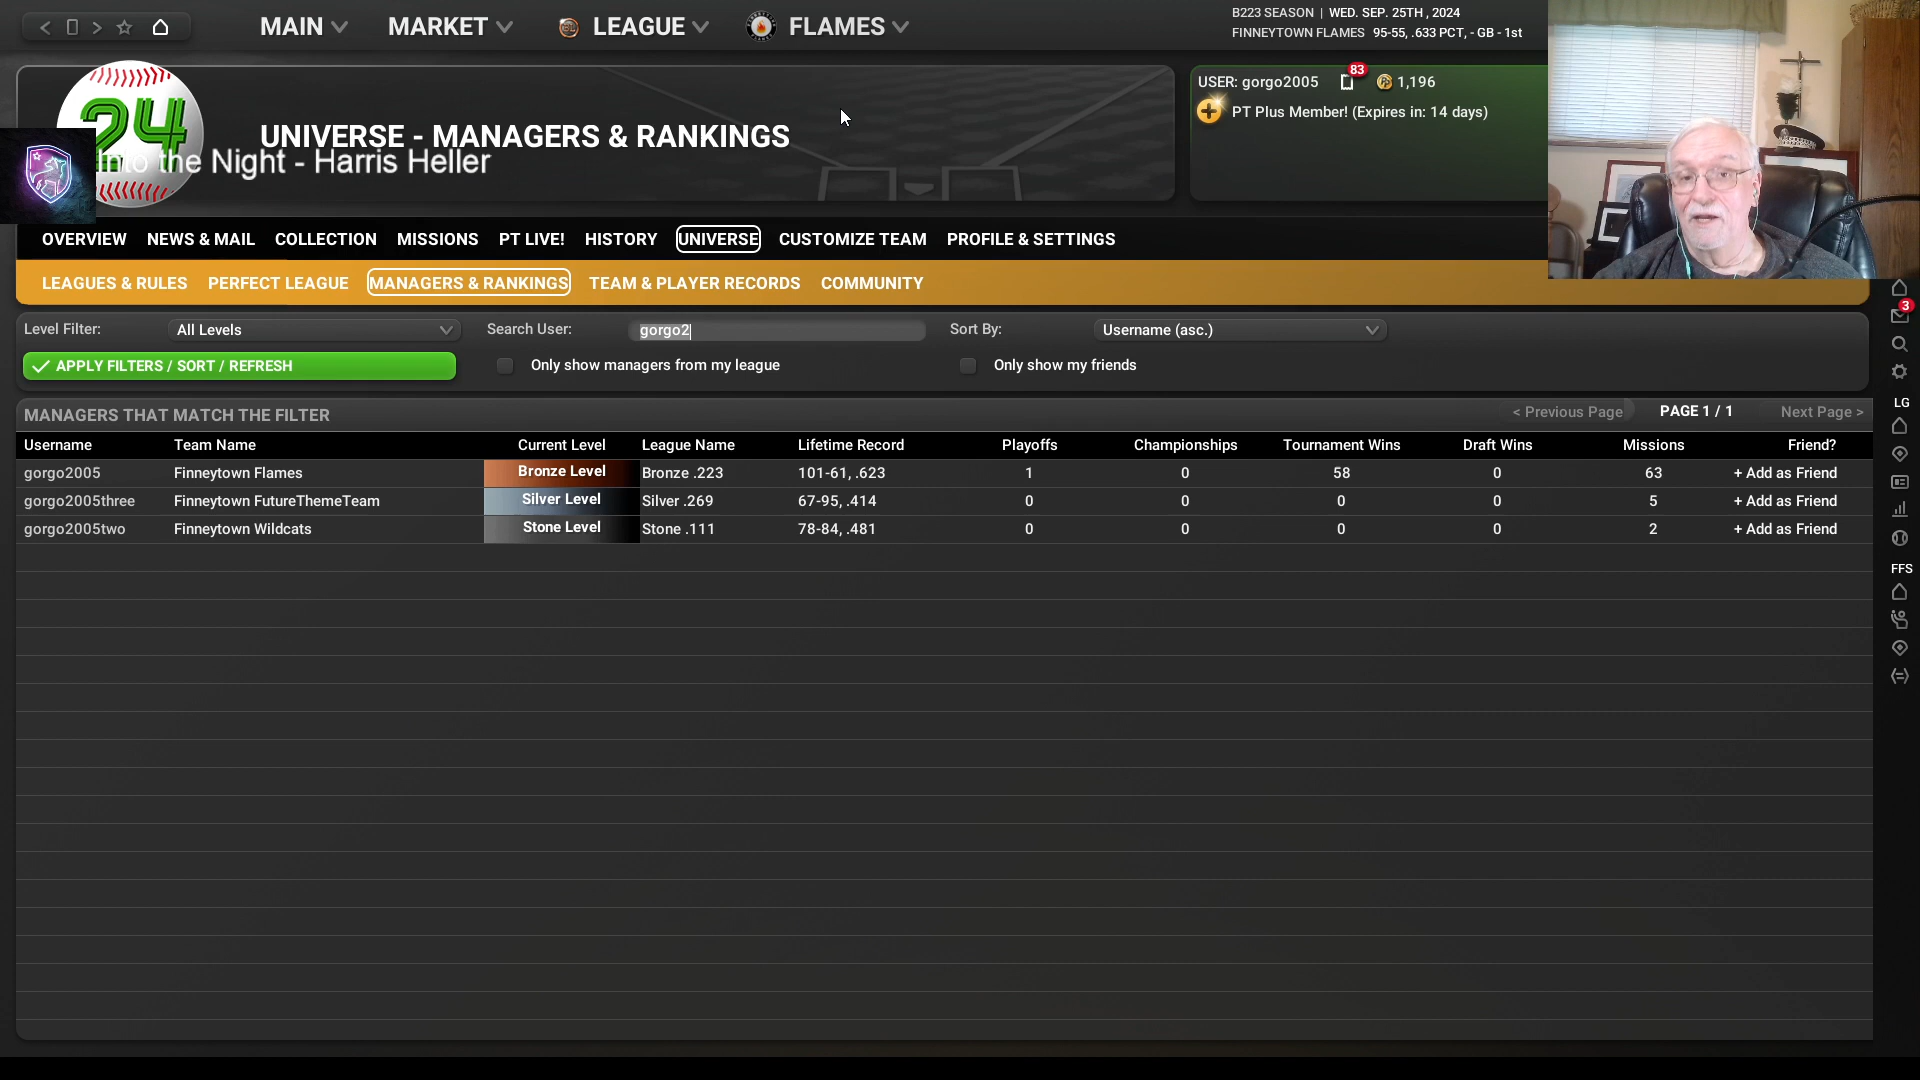 MAIN MARKET LEAGUE FLAMES
B223 SEASON | WED. SEP. 25TH , 2024
FINNEYTOWN FLAMES 95-55, .633 PCT, - GB - 1st
24
UNIVERSE - MANAGERS & RANKINGS
Into the Night - Harris Heller
USER: gorgo2005 83 1,196
PT Plus Member! (Expires in: 14 days)
OVERVIEW NEWS & MAIL COLLECTION MISSIONS PT LIVE! HISTORY UNIVERSE CUSTOMIZE TEAM PROFILE & SETTINGS
LEAGUES & RULES PERFECT LEAGUE MANAGERS & RANKINGS TEAM & PLAYER RECORDS COMMUNITY
Level Filter: All Levels Search User: gorgo2 Sort By: Username (asc.)
APPLY FILTERS / SORT / REFRESH Only show managers from my league Only show my friends
MANAGERS THAT MATCH THE FILTER < Previous Page PAGE 1 / 1 Next Page >
Username Team Name Current Level League Name Lifetime Record Playoffs Championships Tournament Wins Draft Wins Missions Friend?
gorgo2005 Finneytown Flames Bronze Level Bronze .223 101-61, .623 1 0 58 0 63 + Add as Friend
gorgo2005three Finneytown FutureThemeTeam Silver Level Silver .269 67-95, .414 0 0 0 0 5 + Add as Friend
gorgo2005two Finneytown Wildcats Stone Level Stone .111 78-84, .481 0 0 0 0 2 + Add as Friend
3
LG
FFS